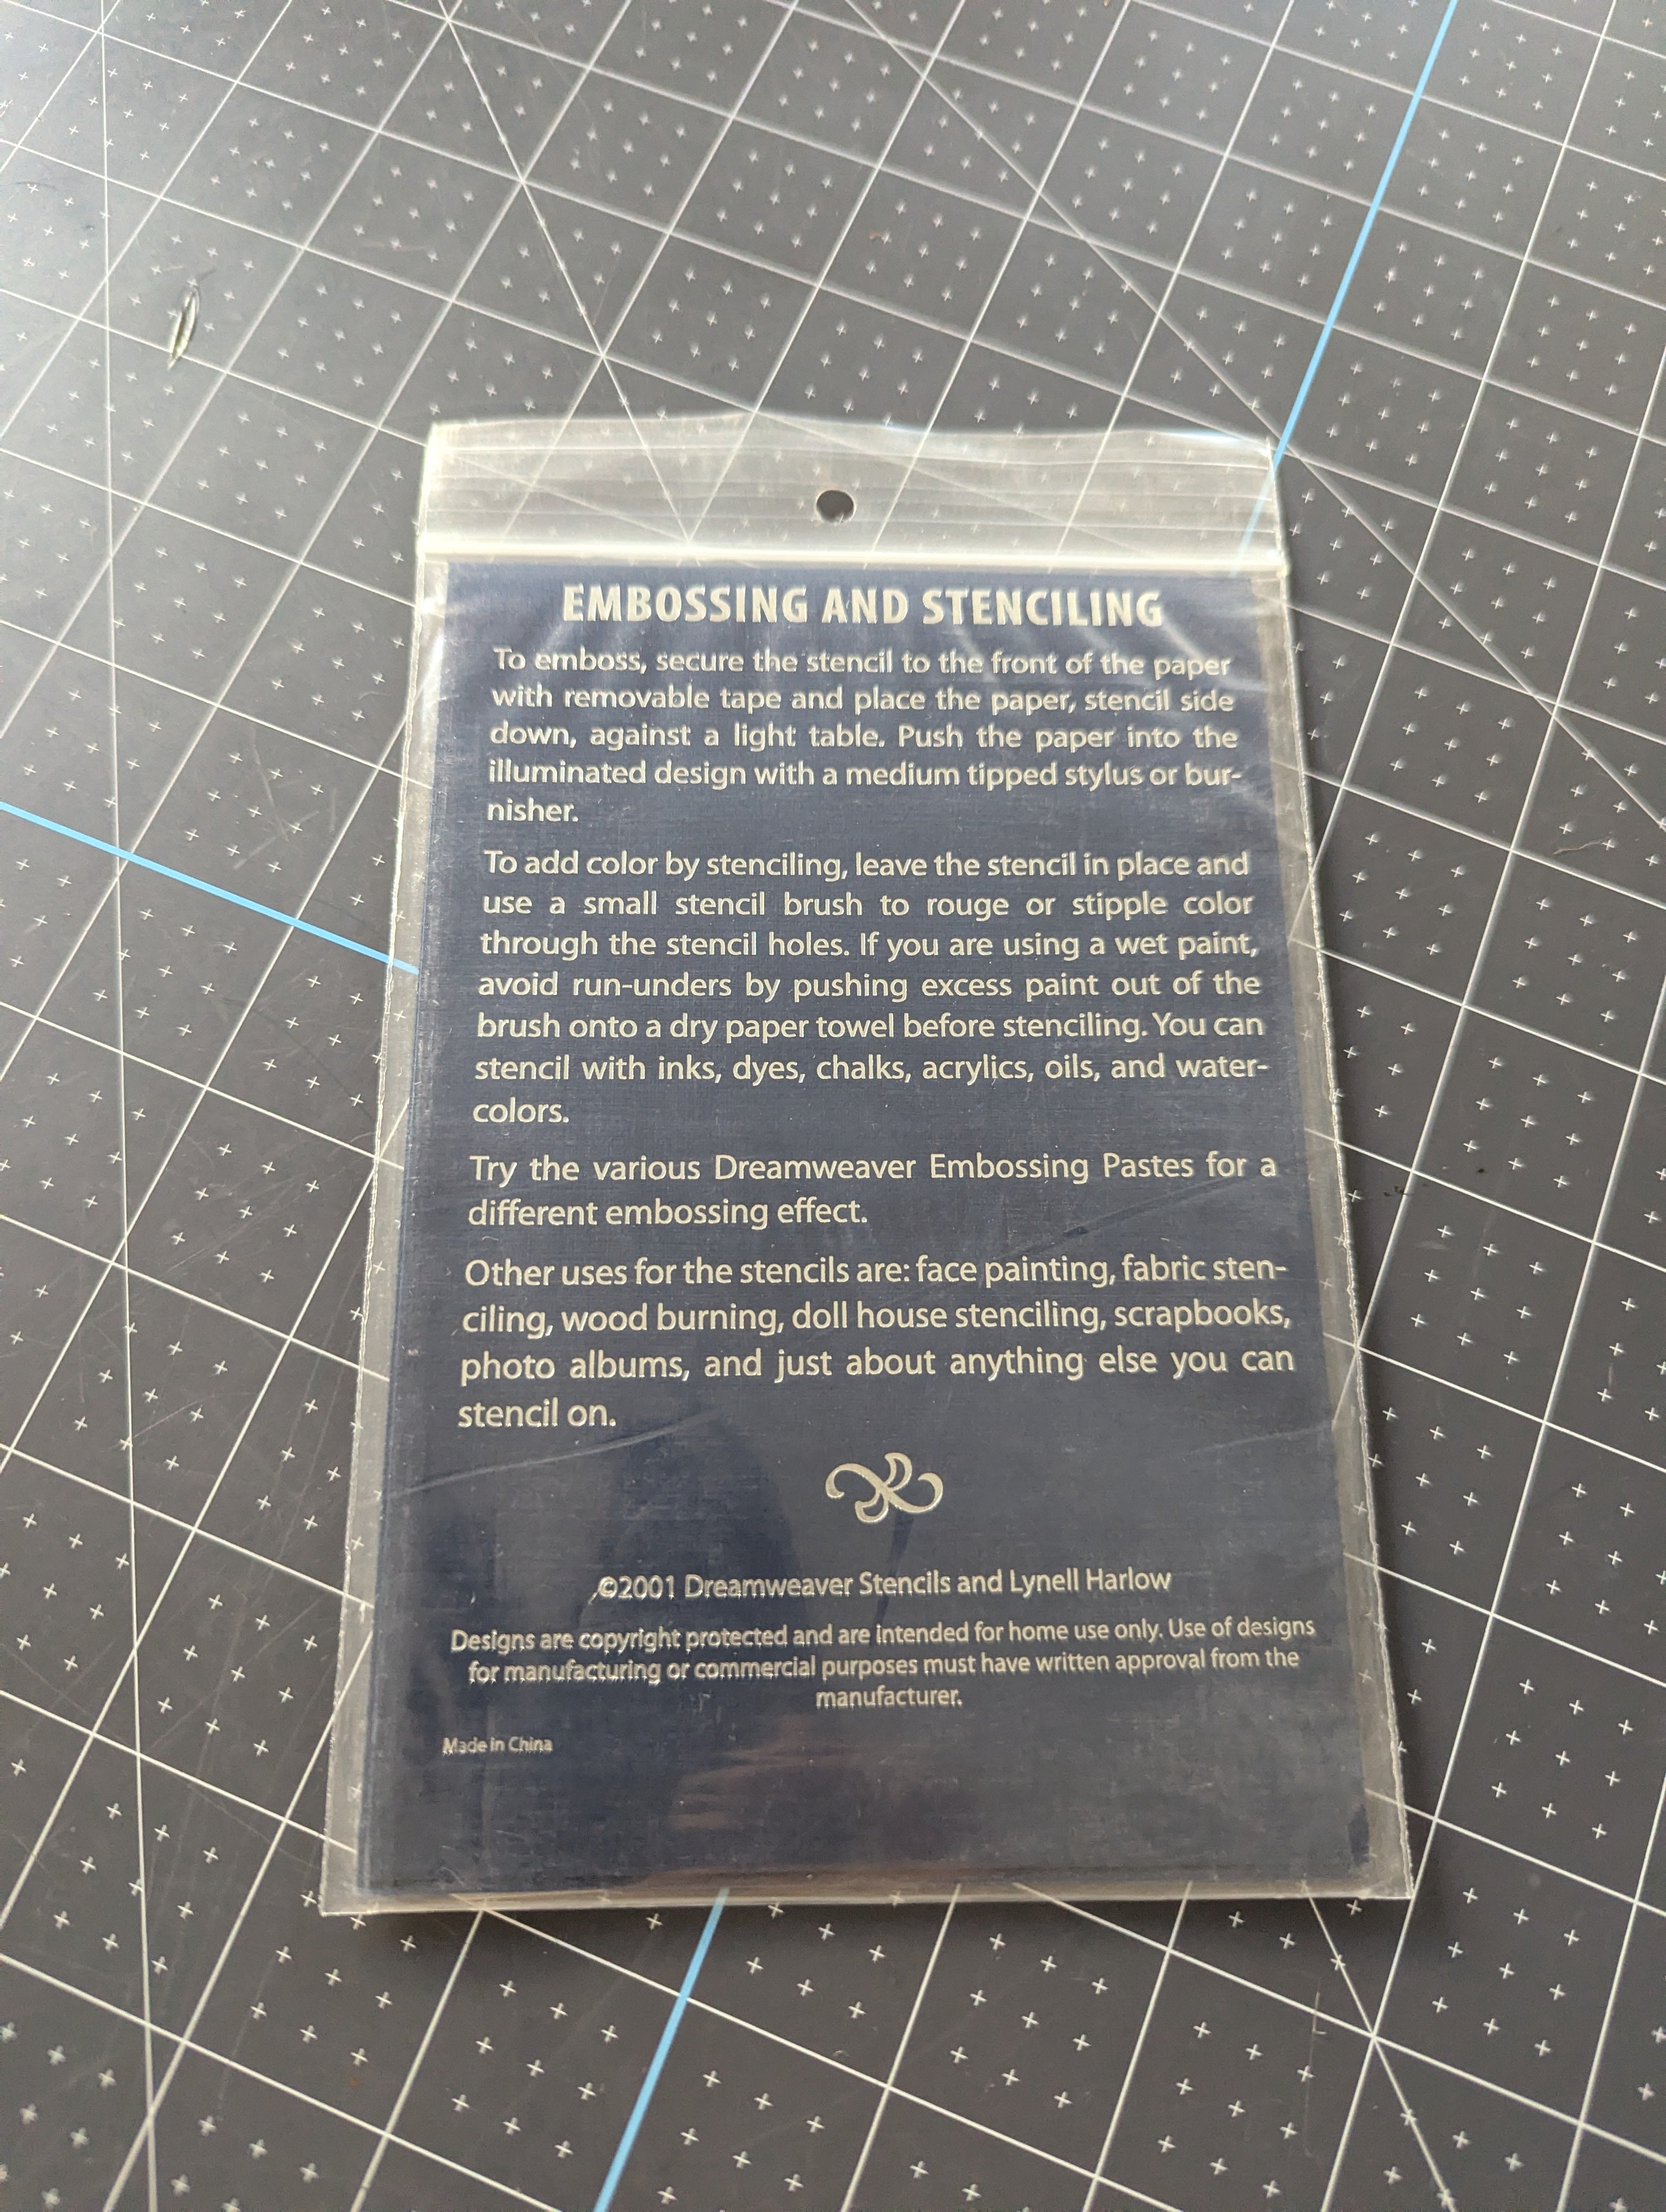 EMBOSSING AND STENCILING
To emboss, secure the stencil to the front of the paper
with removable tape and place the paper, stencil side
down, against a light table. Push the paper into the
illuminated design with a medium tipped stylus or bur-
nisher.
To add color by stenciling, leave the stencil in place and
use a small stencil brush to rouge or stipple color
through the stencil holes. If you are using a wet paint,
avoid run-unders by pushing excess paint out of the
brush onto a dry paper towel before stenciling. You can
stencil with inks, dyes, chalks, acrylics, oils, and water-
colors.
Try the various Dreamweaver Embossing Pastes for a
different embossing effect.
Other uses for the stencils are: face painting, fabric sten-
ciling, wood burning, doll house stenciling, scrapbooks,
photo albums, and just about anything else you can
stencil on.
©2001 Dreamweaver Stencils and Lynell Harlow
Designs are copyright protected and are intended for home use only. Use of designs
for manufacturing or commercial purposes must have written approval from the
manufacturer.
Made in China